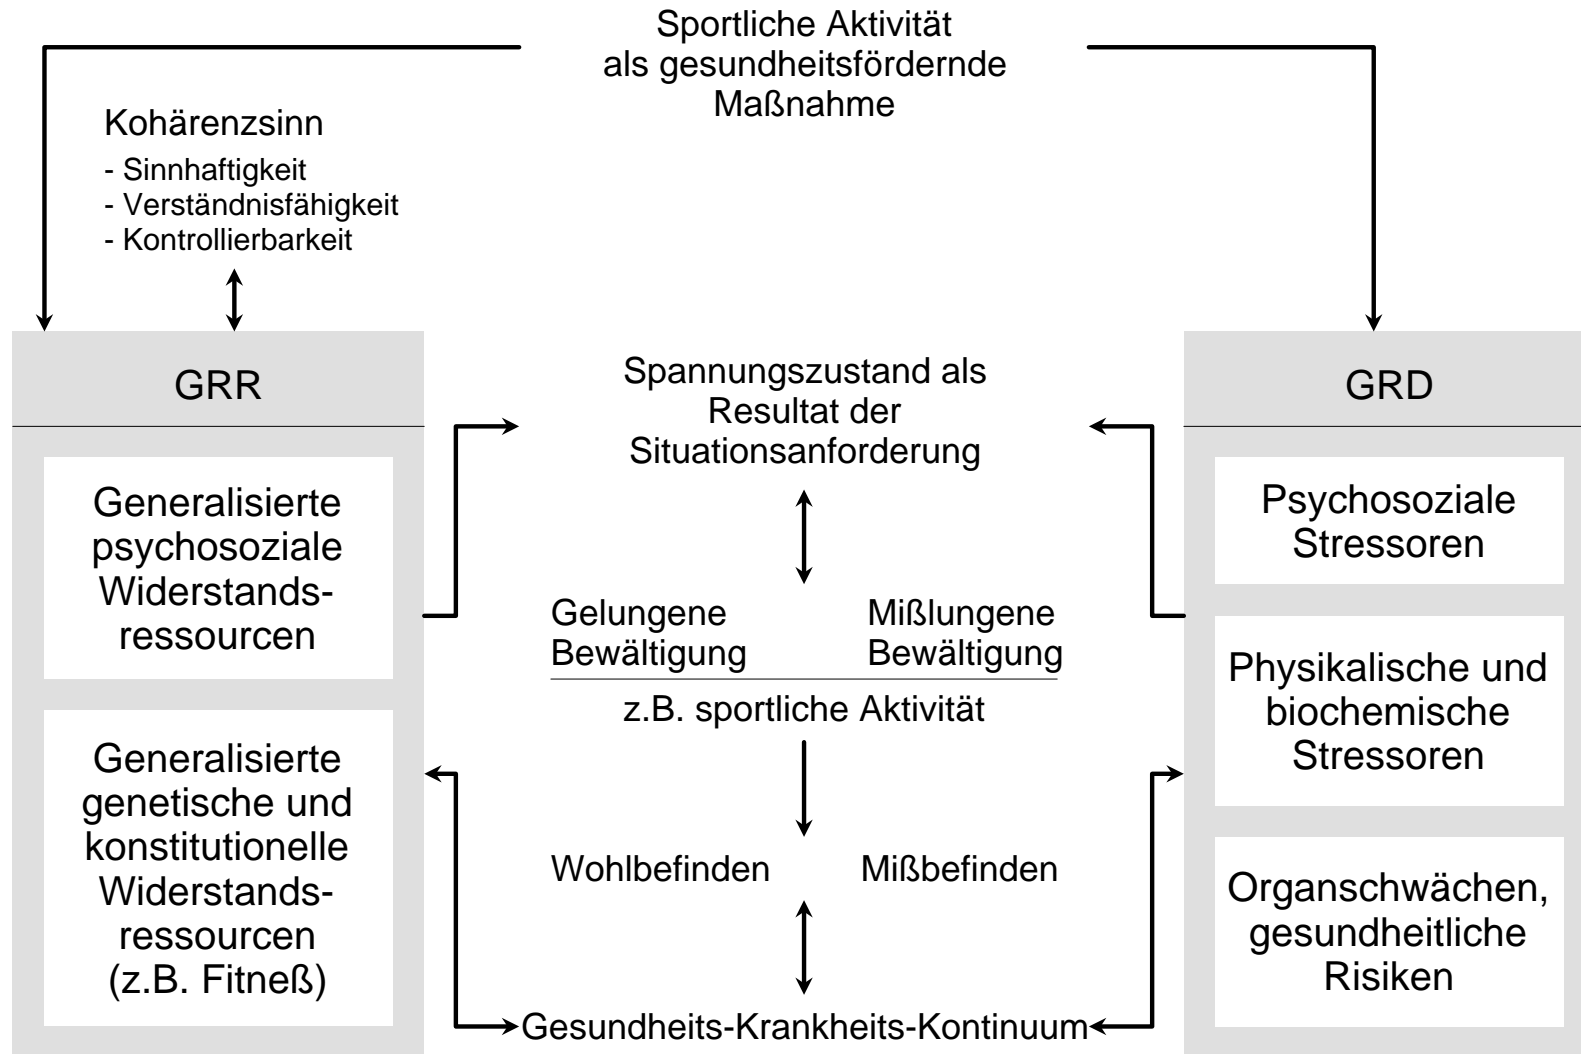 Sportliche Aktivität
als gesundheitsfördernde
Maßnahme
Kohärenzsinn
- Sinnhaftigkeit
- Verständnisfähigkeit
- Kontrollierbarkeit
GRR
Generalisierte
psychosoziale
Widerstands-
ressourcen
Generalisierte
genetische und
konstitutionelle
Widerstands-
ressourcen
(z.B. Fitneß)
Spannungszustand als
Resultat der
Situationsanforderung
Gelungene
Bewältigung
Mißlungene
Bewältigung
z.B. sportliche Aktivität
Wohlbefinden
Mißbefinden
Gesundheits-Krankheits-Kontinuum
GRD
Psychosoziale
Stressoren
Physikalische und
biochemische
Stressoren
Organschwächen,
gesundheitliche
Risiken